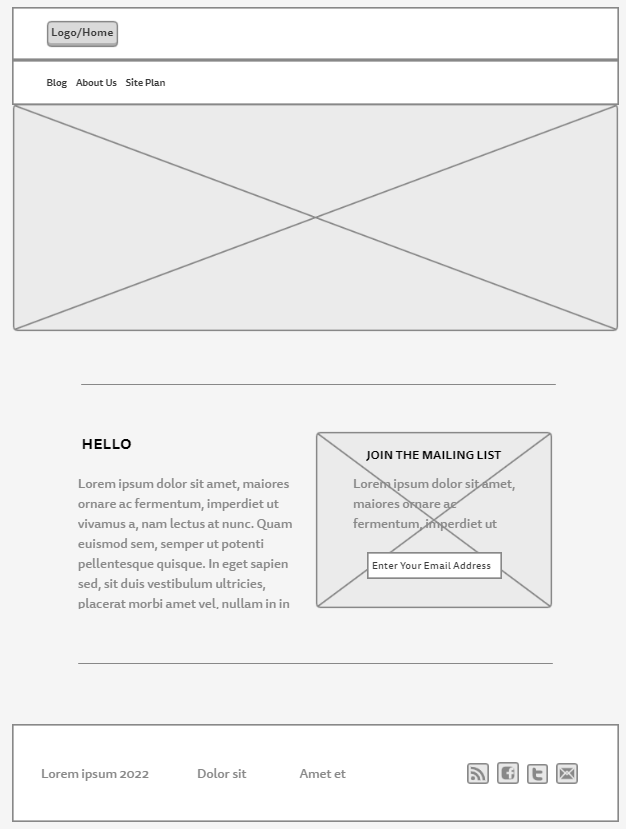 Logo/Home
Blog About Us Site Plan
HELLO
Lorem ipsum dolor sit amet, maiores
ornare ac fermentum, imperdiet ut
vivamus a, nam lectus at nunc. Quam
euismod sem, semper ut potenti
pellentesque quisque. In eget sapien
sed, sit duis vestibulum ultricies,
placerat morbi amet vel, nullam in in
JOIN THE MAILING LIST
Lorem ipsum dolor sit amet,
maiores ornare ac
fermentum, imperdiet ut
Enter Your Email Address
Lorem ipsum 2022 Dolor sit Amet et